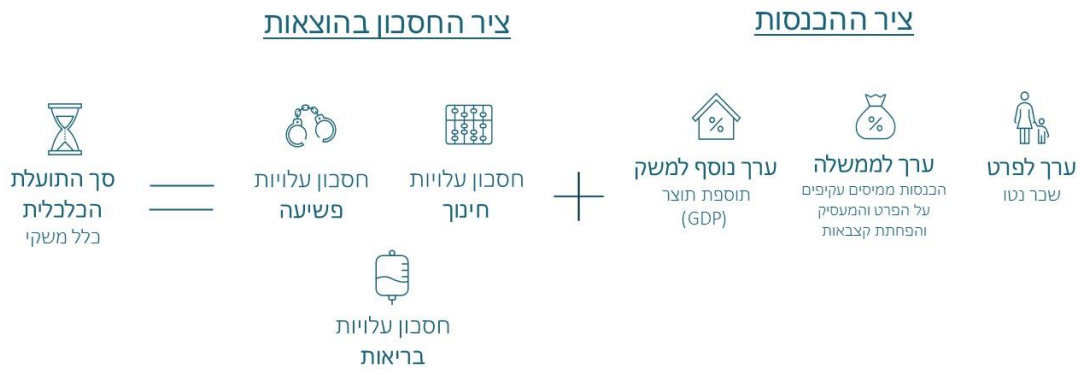 ציר ההכנסות
ערך לפרט
שכר נטו
ערך לממשלה
הכנסות ממיסים עקיפים
על הפרט והמעסיק
והפחתת קצבאות
ערך נוסף למשק
תוספת תוצר
(GDP)
+
ציר החסכון בהוצאות
חסכון עלויות
חינוך
חסכון עלויות
פשיעה
חסכון עלויות
בריאות
=
סך התועלת
הכלכלית
כלל משקי